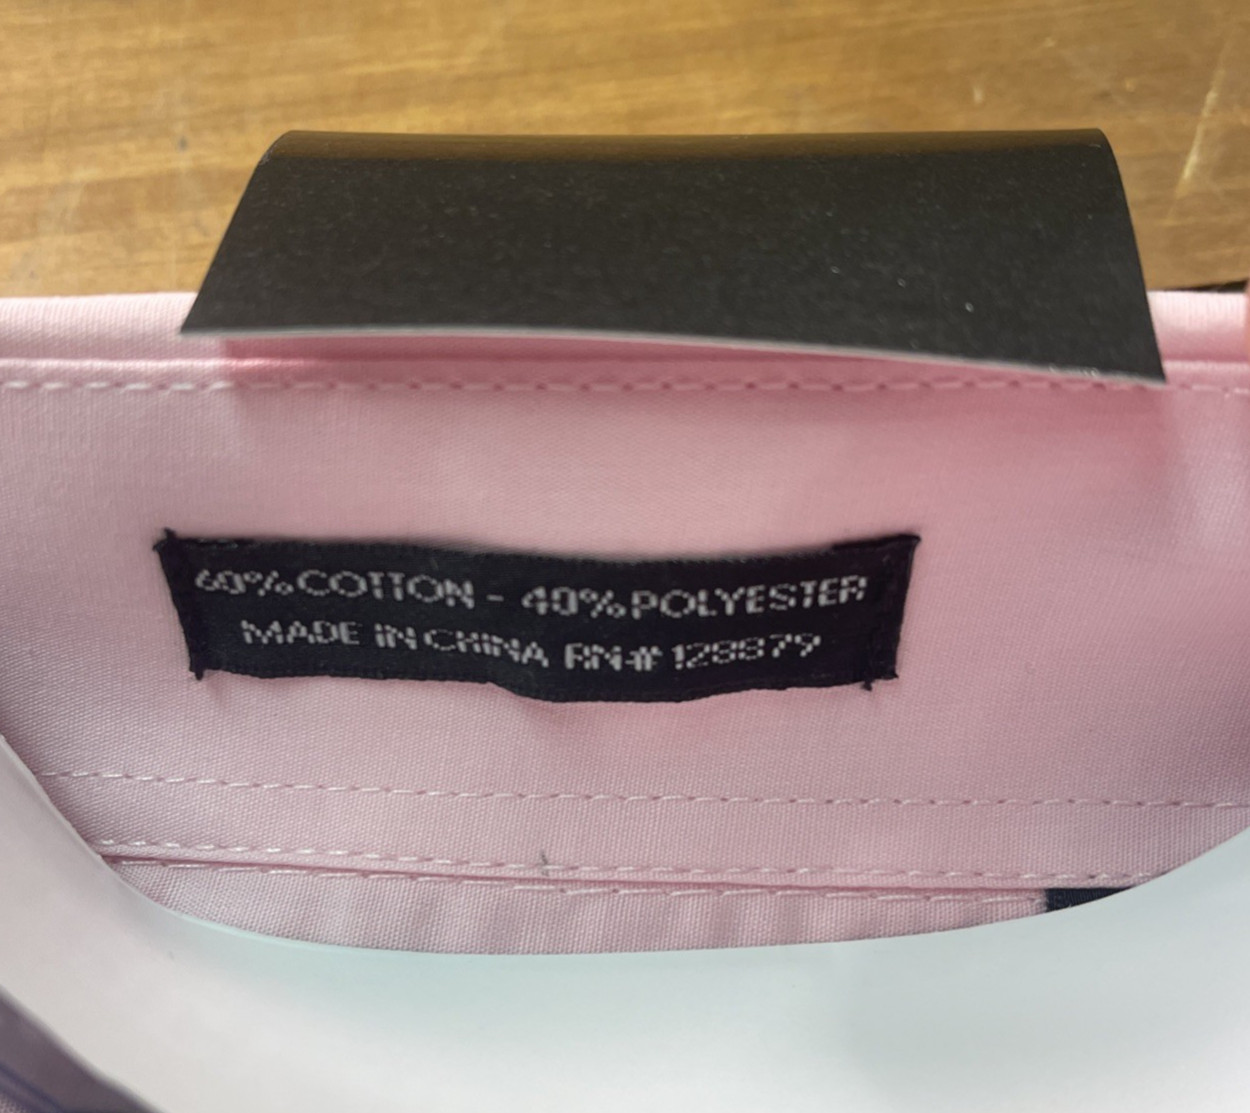 60% COTTON - 40% POLYESTER
MADE IN CHINA RN# 128879